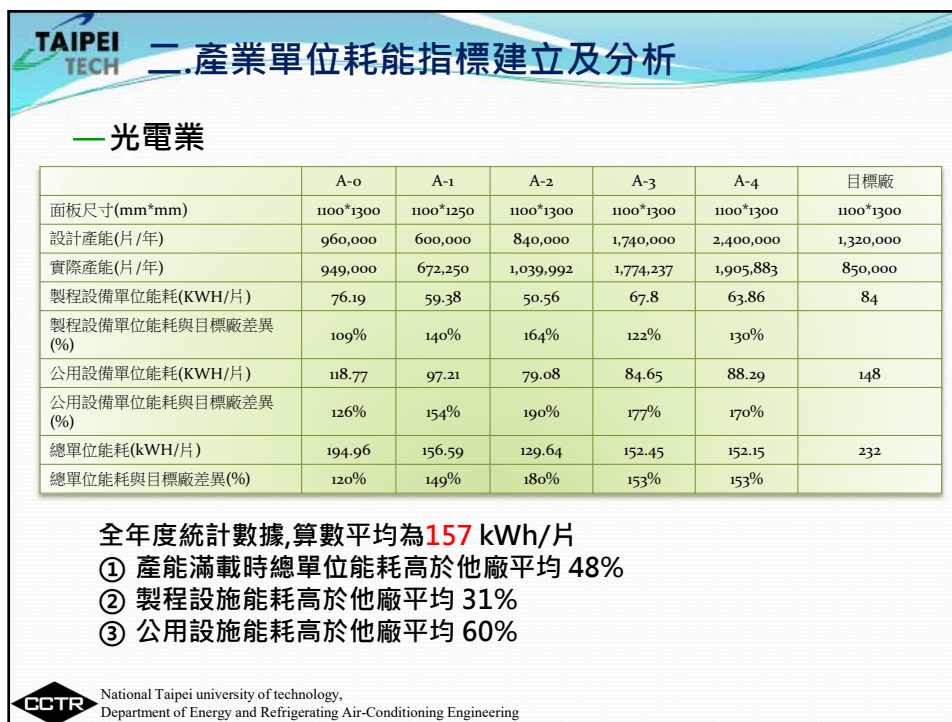 TAIPEI
TECH
二.產業單位耗能指標建立及分析
—光電業
A-0 A-1 A-2 A-3 A-4 目標廠
面板尺寸(mm*mm) 1100*1300 1100*1250 1100*1300 1100*1300 1100*1300 1100*1300
設計產能(片/年) 960,000 600,000 840,000 1,740,000 2,400,000 1,320,000
實際產能(片/年) 949,000 672,250 1,039,992 1,774,237 1,905,883 850,000
製程設備單位能耗(KWH/片) 76.19 59.38 50.56 67.8 63.86 84
製程設備單位能耗與目標廠差異
(%) 109% 140% 164% 122% 130%
公用設備單位能耗(KWH/片) 118.77 97.21 79.08 84.65 88.29 148
公用設備單位能耗與目標廠差異
(%) 126% 154% 190% 177% 170%
總單位能耗(kWH/片) 194.96 156.59 129.64 152.45 152.15 232
總單位能耗與目標廠差異(%) 120% 149% 180% 153% 153%
全年度統計數據,算數平均為157 kWh/片
① 產能滿載時總單位能耗高於他廠平均 48%
② 製程設施能耗高於他廠平均 31%
③ 公用設施能耗高於他廠平均 60%
CCTR
National Taipei university of technology,
Department of Energy and Refrigerating Air-Conditioning Engineering